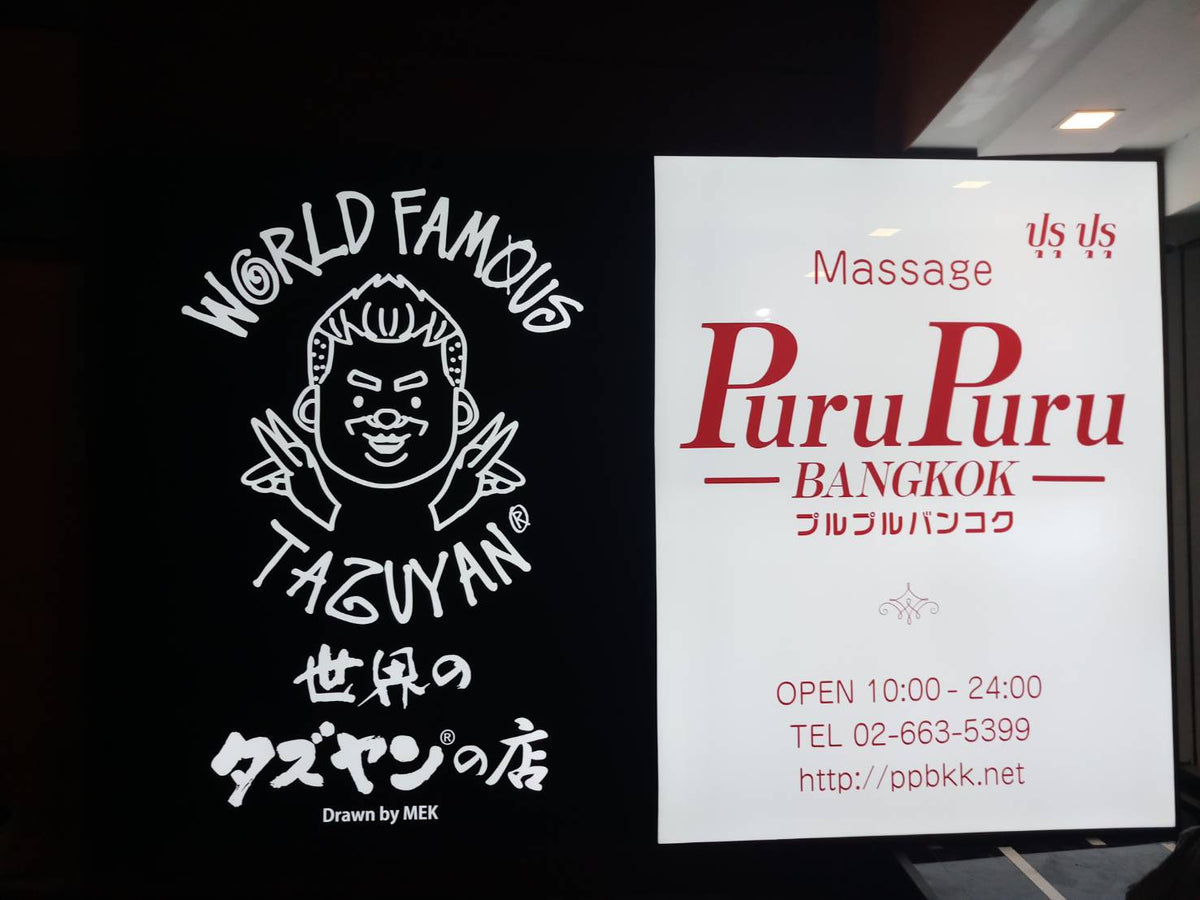 WORLD FAMOUS
TAZUYAN®
世界の
タズヤン®の店
Drawn by MEK
ปุรุ ปุรุ
Massage
PuruPuru
BANGKOK
プルプルバンコク
OPEN 10:00 - 24:00
TEL 02-663-5399
http://ppbkk.net